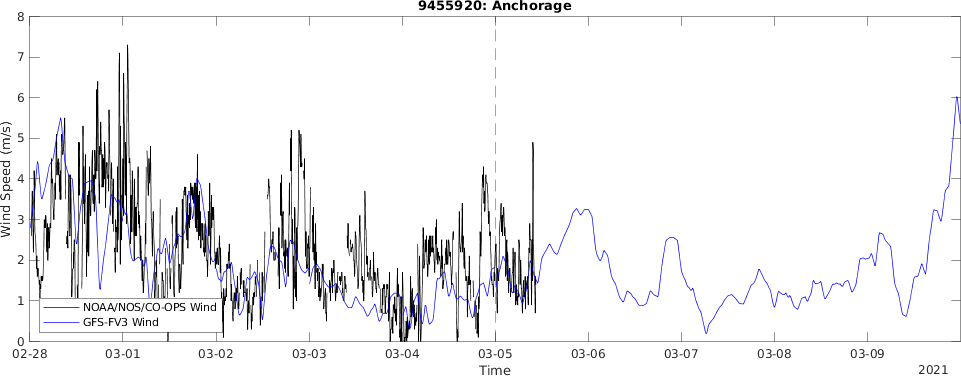 9455920: Anchorage
8
7
6
5
4
3
2
1
0
Wind Speed (m/s)
NOAA/NOS/CO-OPS Wind
GFS-FV3 Wind
02-28 03-01 03-02 03-03 03-04 03-05 03-06 03-07 03-08 03-09
Time
2021